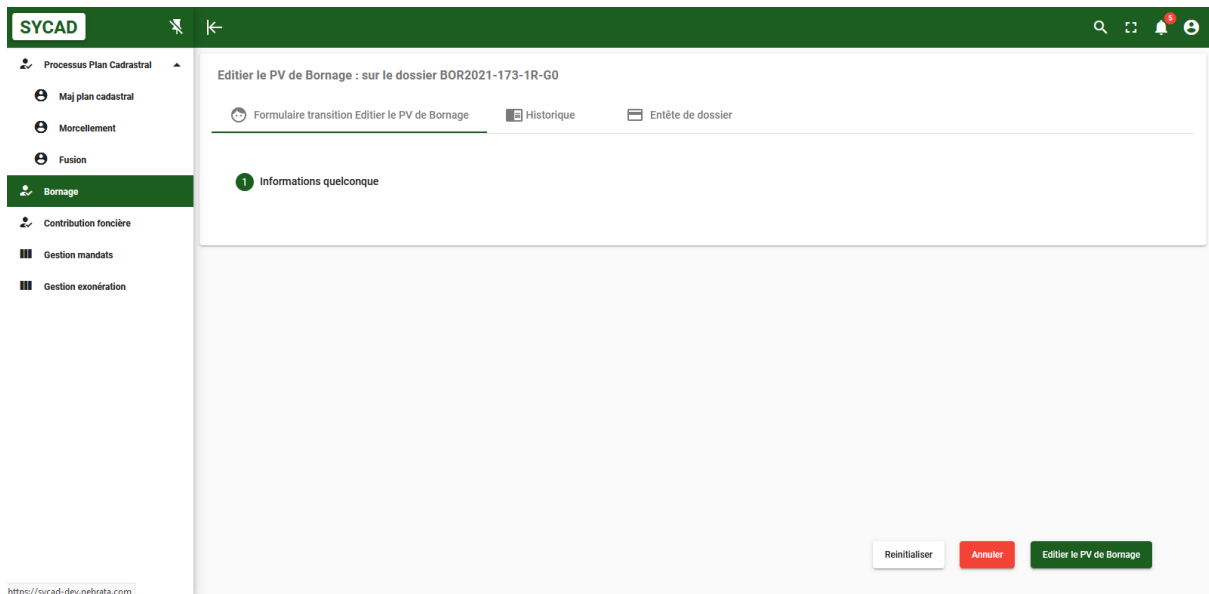 SYCAD
5
Processus Plan Cadrastral
Maj plan cadastral
Morcellement
Fusion
Bornage
Contribution foncière
Gestion mandats
Gestion exonération
Editier le PV de Bornage : sur le dossier BOR2021-173-1R-G0
Formulaire transition Editier le PV de Bornage
Historique
Entête de dossier
1 Informations quelconque
Reinitialiser
Annuler
Editier le PV de Bornage
https://sycad-dev.nebrata.com